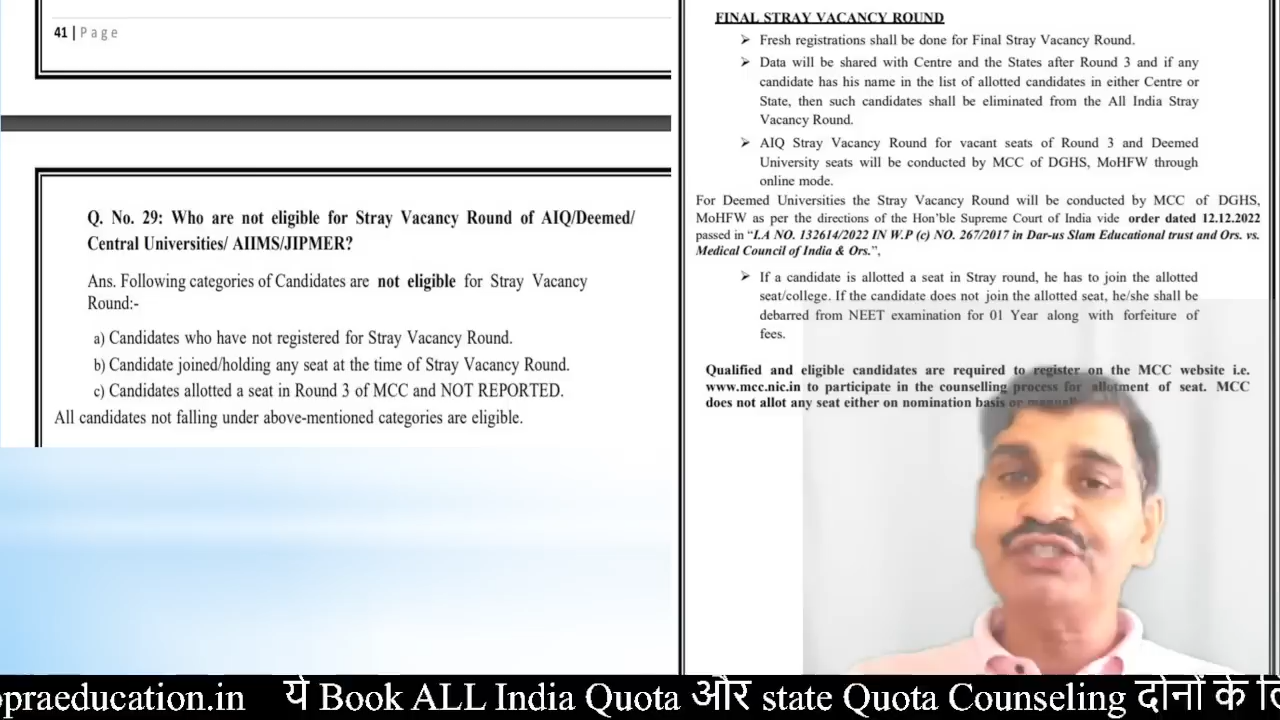 41 | Page
Q. No. 29: Who are not eligible for Stray Vacancy Round of AIQ/Deemed/
Central Universities/ AIIMS/JIPMER?
Ans. Following categories of Candidates are not eligible for Stray Vacancy
Round:-
a) Candidates who have not registered for Stray Vacancy Round.
b) Candidate joined/holding any seat at the time of Stray Vacancy Round.
c) Candidates allotted a seat in Round 3 of MCC and NOT REPORTED.
All candidates not falling under above-mentioned categories are eligible.
FINAL STRAY VACANCY ROUND
➢ Fresh registrations shall be done for Final Stray Vacancy Round.
➢ Data will be shared with Centre and the States after Round 3 and if any
candidate has his name in the list of allotted candidates in either Centre or
State, then such candidates shall be eliminated from the All India Stray
Vacancy Round.
➢ AIQ Stray Vacancy Round for vacant seats of Round 3 and Deemed
University seats will be conducted by MCC of DGHS, MoHFW through
online mode.
For Deemed Universities the Stray Vacancy Round will be conducted by MCC of DGHS,
MoHFW as per the directions of the Hon'ble Supreme Court of India vide order dated 12.12.2022
passed in “I.A NO. 132614/2022 IN W.P (c) NO. 267/2017 in Dar-us Slam Educational trust and Ors. vs.
Medical Council of India & Ors.”,
➢ If a candidate is allotted a seat in Stray round, he has to join the allotted
seat/college. If the candidate does not join the allotted seat, he/she shall be
debarred from NEET examination for 01 Year along with forfeiture of
fees.
Qualified and eligible candidates are required to register on the MCC website i.e.
www.mcc.nic.in to participate in the counselling process for allotment of seat. MCC
does not allot any seat either on nomination basis or
opraeducation.in ये Book ALL India Quota और state Quota Counseling दोनों के